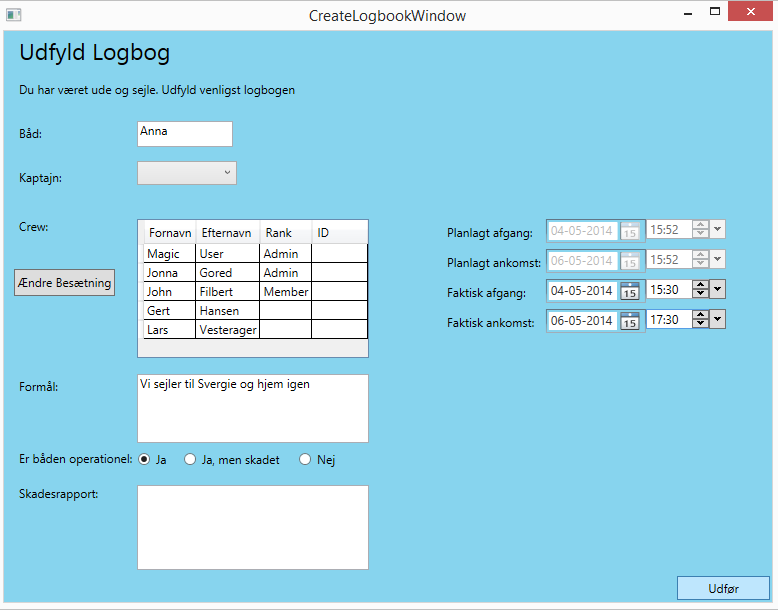 CreateLogbookWindow
Udfyld Logbog
Du har været ude og sejle. Udfyld venligst logbogen
Båd: Anna
Kaptajn:
Crew:
Fornavn Efternavn Rank ID
Magic User Admin
Jonna Gored Admin
John Filbert Member
Gert Hansen
Lars Vesterager
Ændre Besætning
Planlagt afgang: 04-05-2014 15 15:52
Planlagt ankomst: 06-05-2014 15 15:52
Faktisk afgang: 04-05-2014 15 15:30
Faktisk ankomst: 06-05-2014 15 17:30
Formål: Vi sejler til Svergie og hjem igen
Er båden operationel: Ja Ja, men skadet Nej
Skadesrapport:
Udfør